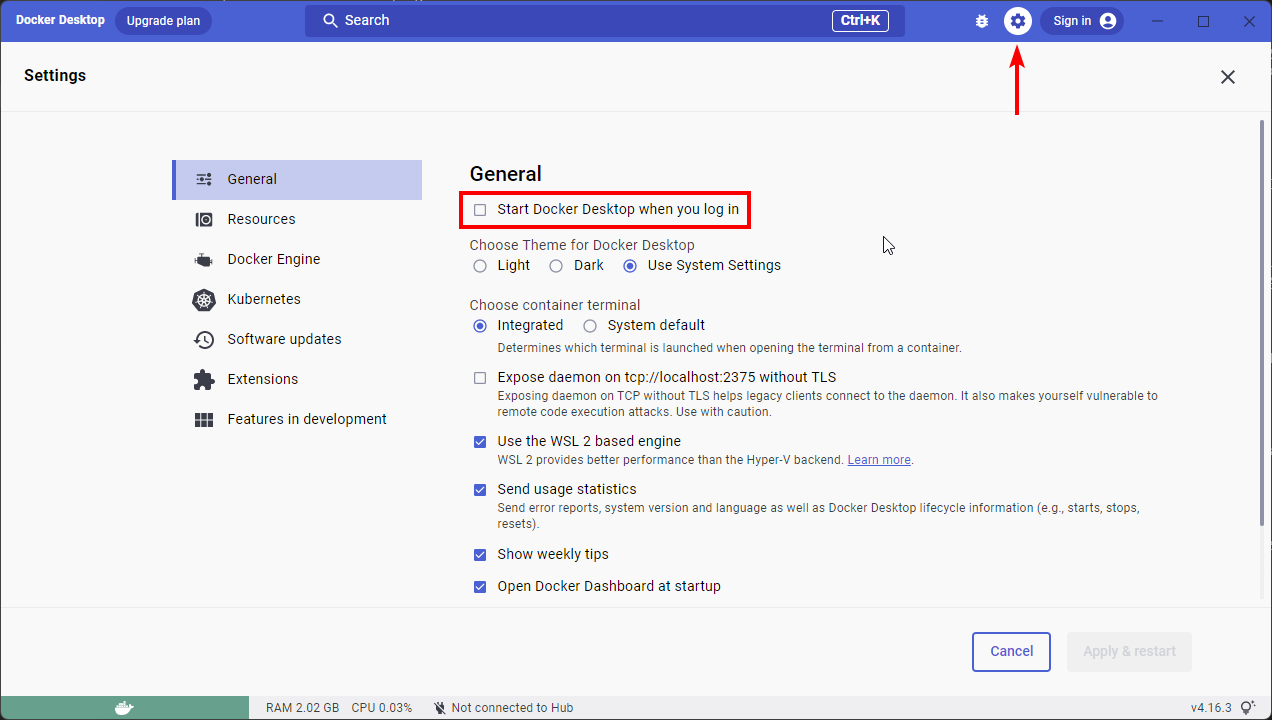 Docker Desktop Upgrade plan Search Ctrl+K Sign in
Settings
General
Resources
Docker Engine
Kubernetes
Software updates
Extensions
Features in development
General
Start Docker Desktop when you log in
Choose Theme for Docker Desktop
Light Dark Use System Settings
Choose container terminal
Integrated System default
Determines which terminal is launched when opening the terminal from a container.
Expose daemon on tcp://localhost:2375 without TLS
Exposing daemon on TCP without TLS helps legacy clients connect to the daemon. It also makes yourself vulnerable to
remote code execution attacks. Use with caution.
Use the WSL 2 based engine
WSL 2 provides better performance than the Hyper-V backend. Learn more.
Send usage statistics
Send error reports, system version and language as well as Docker Desktop lifecycle information (e.g., starts, stops,
resets).
Show weekly tips
Open Docker Dashboard at startup
Cancel Apply & restart
RAM 2.02 GB CPU 0.03% Not connected to Hub v4.16.3